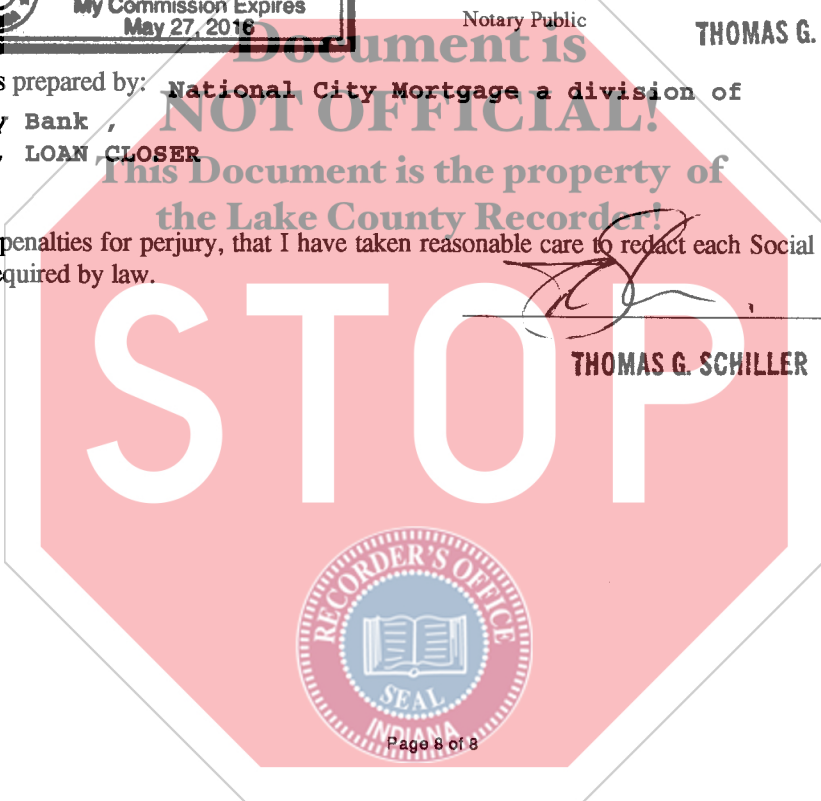 My Commission Expires
May 27, 2016
Notary Public
THOMAS G.
Document is
s prepared by: National City Mortgage a division of
NOT OFFICIAL!
y Bank ,
, LOAN CLOSER
This Document is the property of
the Lake County Recorder!
penalties for perjury, that I have taken reasonable care to redact each Social
equired by law.
THOMAS G. SCHILLER
STOP
RECORDER'S OFFICE
SEAL
INDIANA
Page 8 of 8